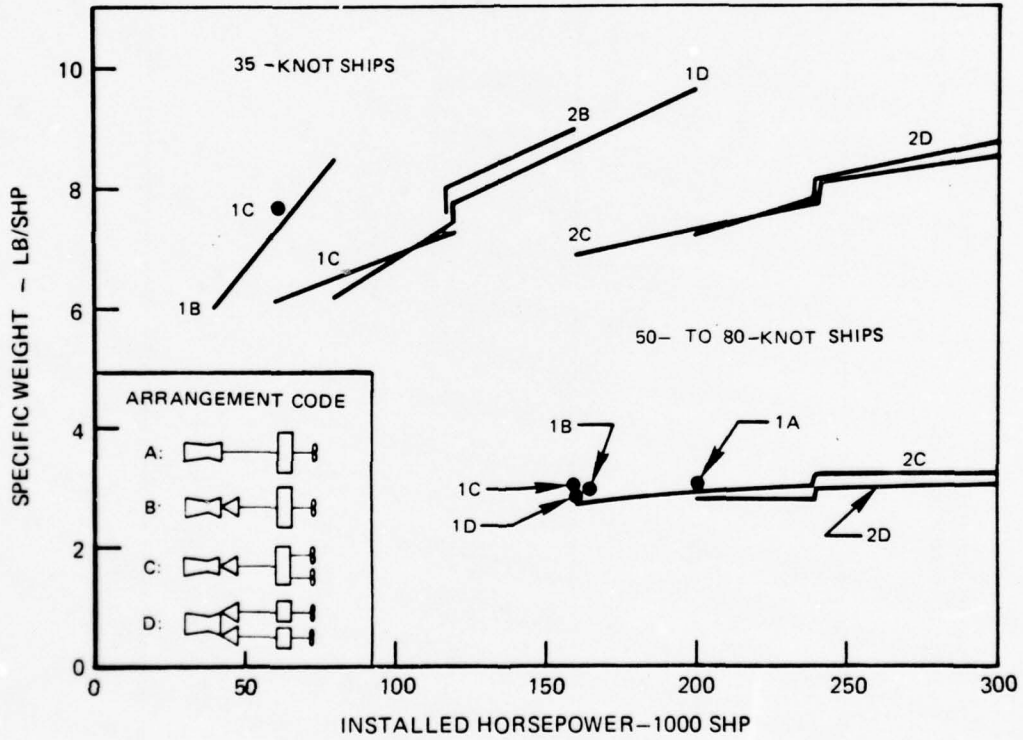 10
8
6
4
2
0
SPECIFIC WEIGHT – LB/SHP
35 -KNOT SHIPS
1D
2B
2D
1C
2C
1C
1B
50– TO 80–KNOT SHIPS
ARRANGEMENT CODE
A:
B:
C:
D:
1B
1A
1C
2C
1D
2D
0
50
100
150
200
250
300
INSTALLED HORSEPOWER–1000 SHP